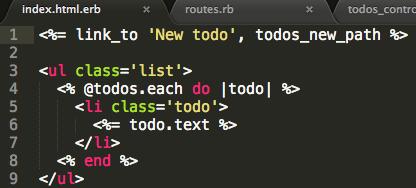 index.html.erb × routes.rb × todos_contro
1 <%= link_to 'New todo', todos_new_path %>
2
3 <ul class='list'>
4 <% @todos.each do |todo| %>
5 <li class='todo'>
6 <%= todo.text %>
7 </li>
8 <% end %>
9 </ul>